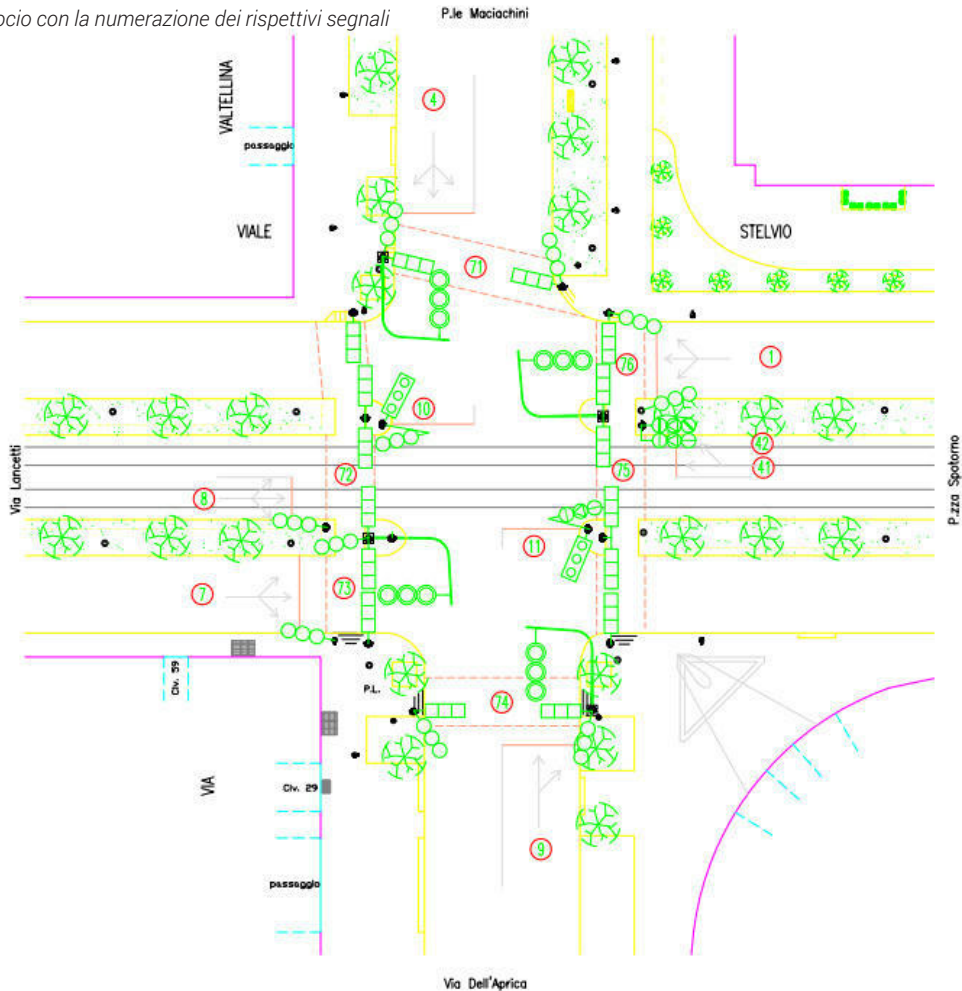 ocio con la numerazione dei rispettivi segnali
P.le Maciachini
VALTELLINA
4
passaggio
VIALE
STELVIO
71
76
1
10
42
72
75
41
Via Lancetti
P.zza Spotorno
8
11
73
7
Civ. 59
P.L.
74
VIA
Civ. 29
9
passaggio
Via Dell'Aprica